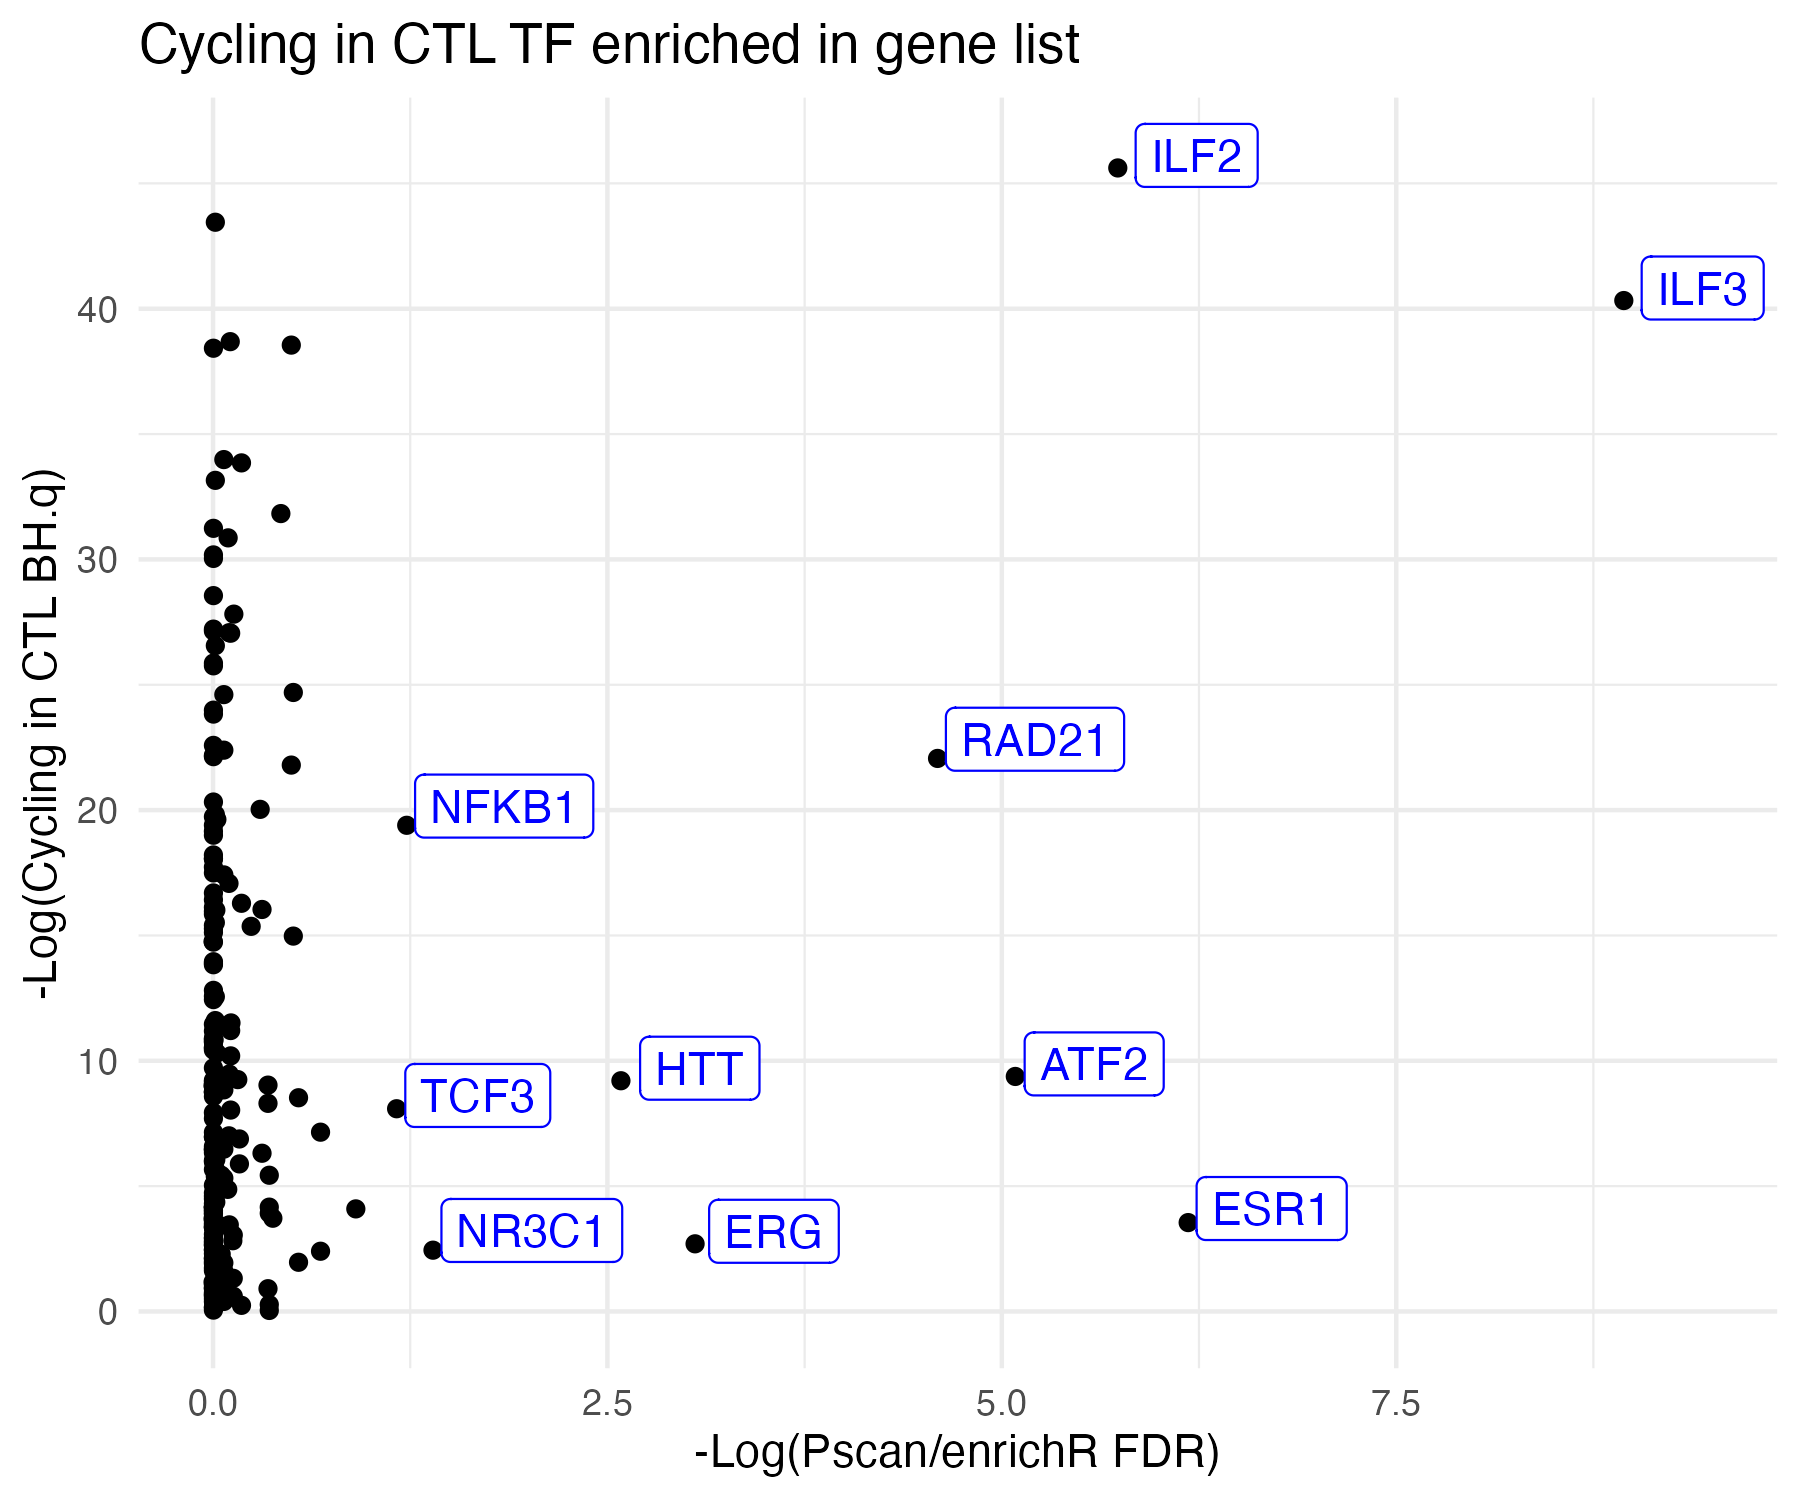 Cycling in CTL TF enriched in gene list
ILF2
ILF3
RAD21
NFKB1
HTT
ATF2
TCF3
ESR1
NR3C1
ERG
40
30
20
10
0
0.0 2.5 5.0 7.5
-Log(Cycling in CTL BH.q)
-Log(Pscan/enrichR FDR)